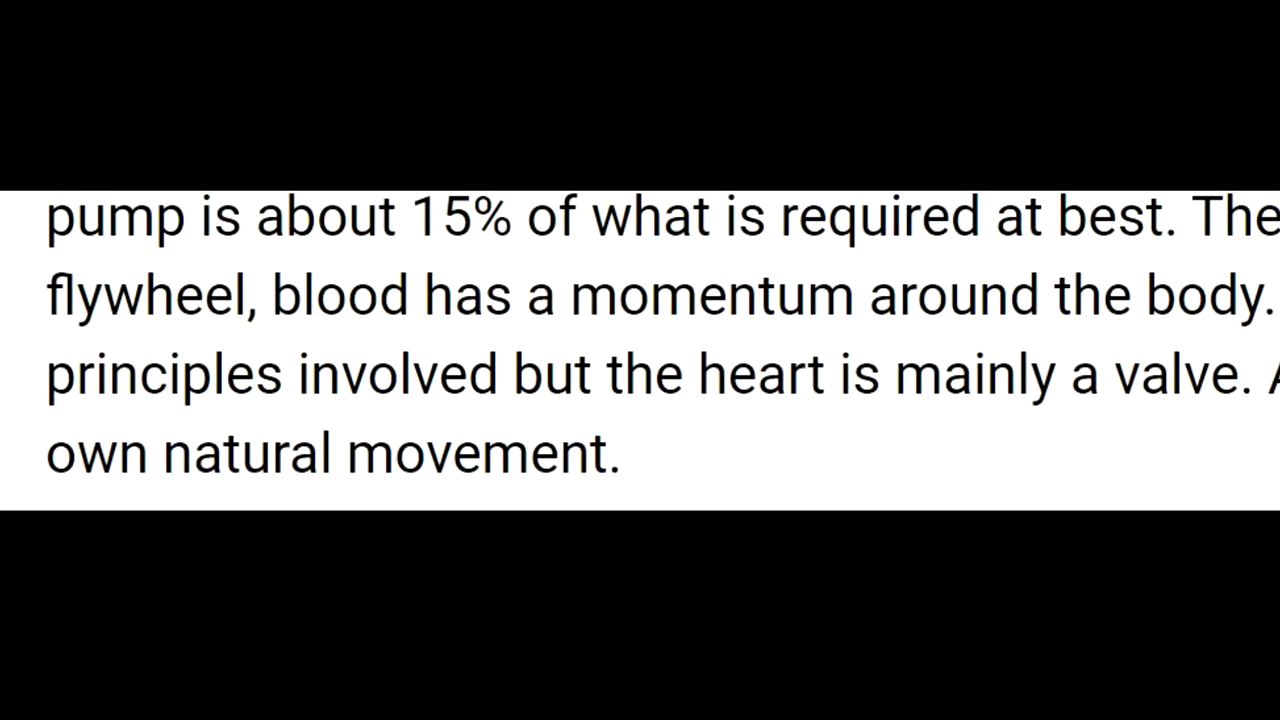 pump is about 15% of what is required at best. The
flywheel, blood has a momentum around the body.
principles involved but the heart is mainly a valve.
own natural movement.